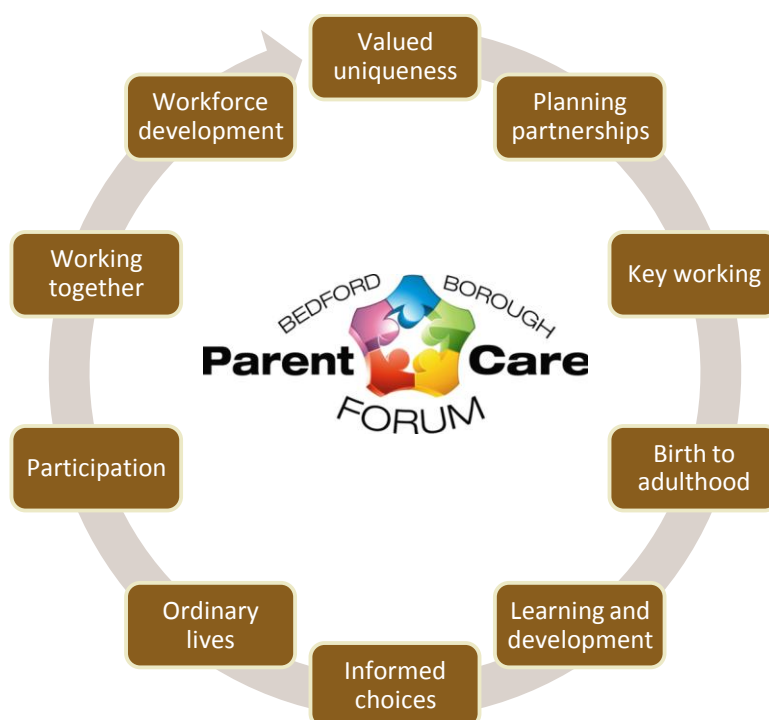 Valued
uniqueness
Planning
partnerships
Key working
Birth to
adulthood
Learning and
development
Informed
choices
Ordinary
lives
Participation
Working
together
Workforce
development
BEDFORD BOROUGH
Parent Care
FORUM